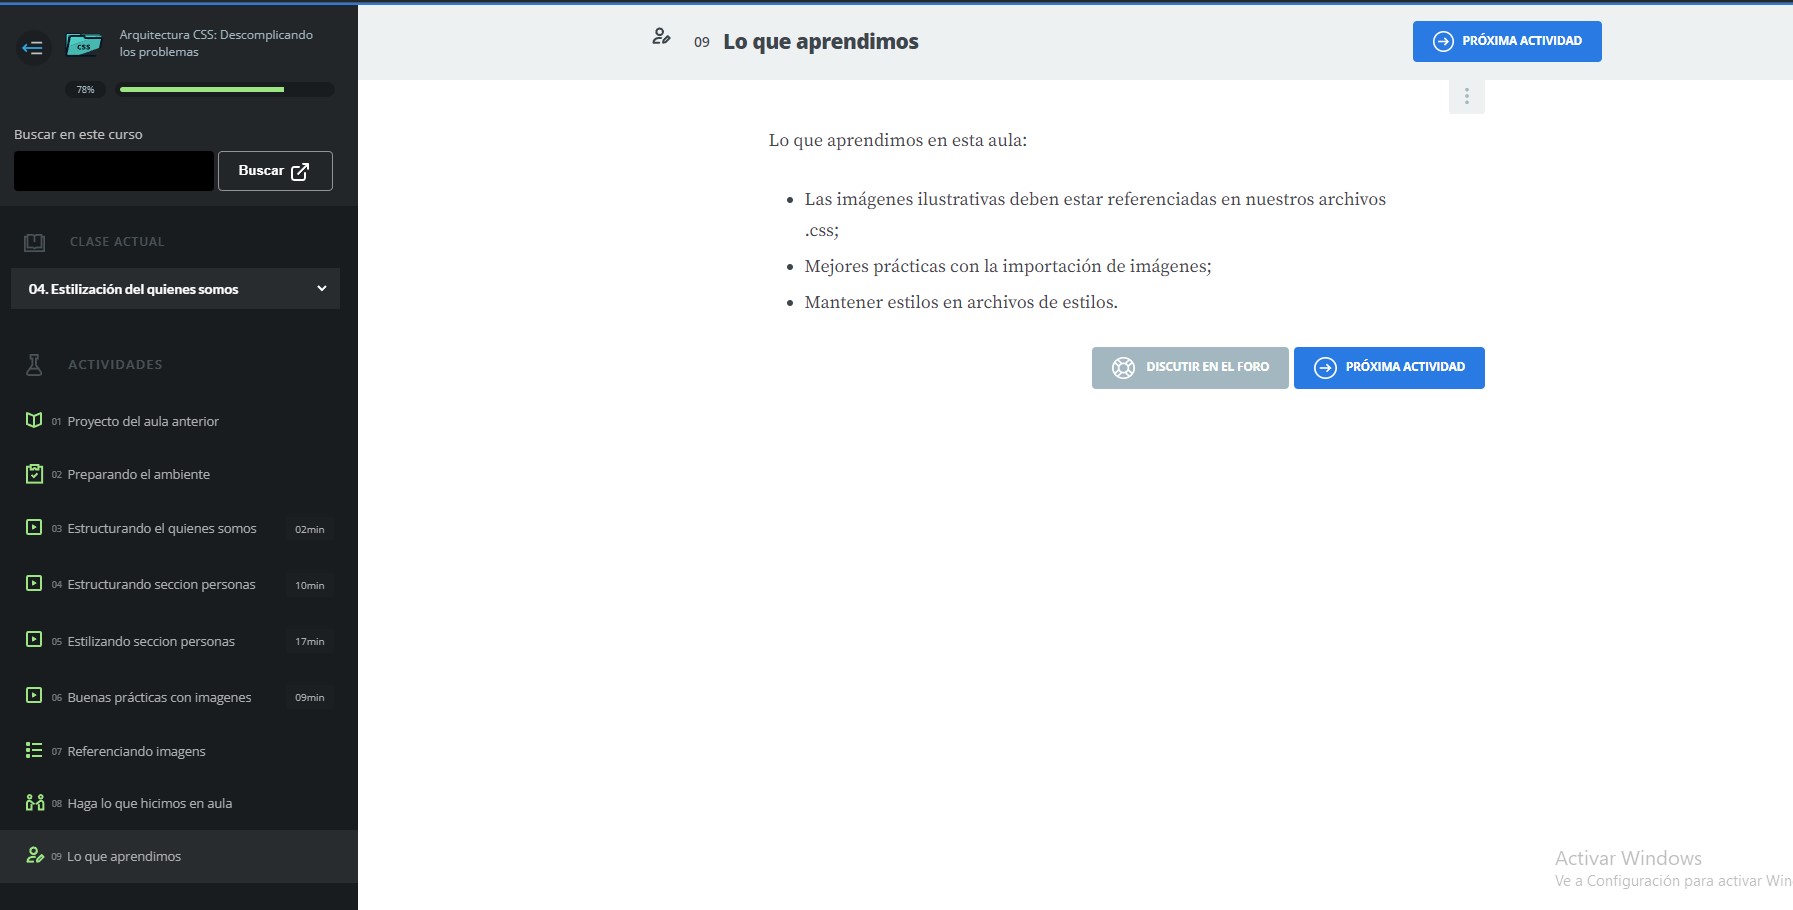 Arquitectura CSS: Descomplicando
los problemas
CSS
78%
Buscar en este curso
Buscar
CLASE ACTUAL
04. Estilización del quienes somos
ACTIVIDADES
01 Proyecto del aula anterior
02 Preparando el ambiente
03 Estructurando el quienes somos 02min
04 Estructurando seccion personas 10min
05 Estilizando seccion personas 17min
06 Buenas prácticas con imagenes 09min
07 Referenciando imagens
08 Haga lo que hicimos en aula
09 Lo que aprendimos
09 Lo que aprendimos
PRÓXIMA ACTIVIDAD
Lo que aprendimos en esta aula:
• Las imágenes ilustrativas deben estar referenciadas en nuestros archivos
.css;
• Mejores prácticas con la importación de imágenes;
• Mantener estilos en archivos de estilos.
DISCUTIR EN EL FORO
PRÓXIMA ACTIVIDAD
Activar Windows
Ve a Configuración para activar Win